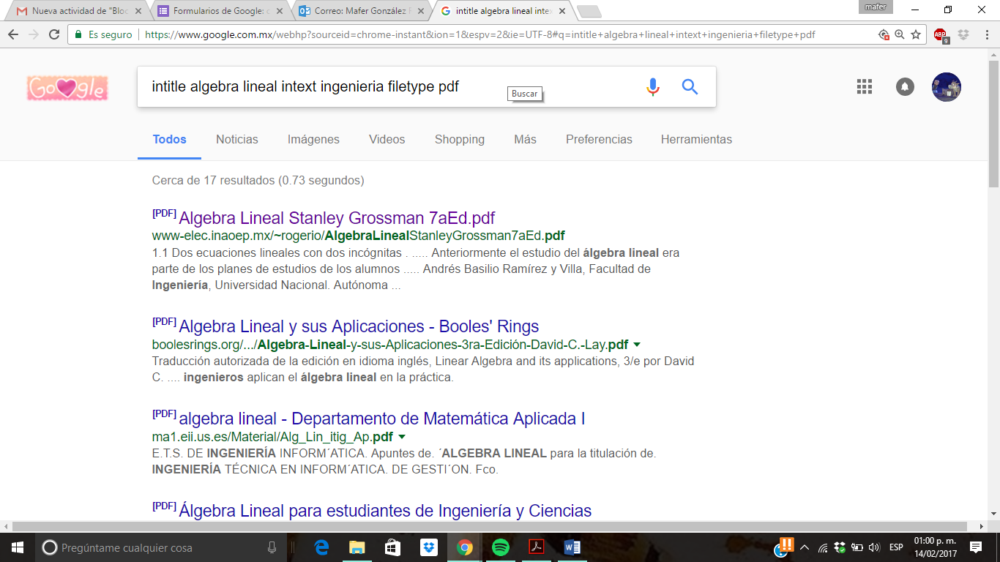 Nueva actividad de "Bloc
Formularios de Google: c
Correo: Mafer González F
intitle algebra lineal intex
mafer
Es seguro
https://www.google.com.mx/webhp?sourceid=chrome-instant&ion=1&espv=2&ie=UTF-8#q=intitle+algebra+lineal+intext+ingenieria+filetype+pdf
ABP
9
Google
intitle algebra lineal intext ingenieria filetype pdf
Buscar
Todos Noticias Imágenes Videos Shopping Más Preferencias Herramientas
Cerca de 17 resultados (0.73 segundos)
[PDF] Algebra Lineal Stanley Grossman 7aEd.pdf
www-elec.inaoep.mx/~rogerio/AlgebraLinealStanleyGrossman7aEd.pdf
1.1 Dos ecuaciones lineales con dos incógnitas . ..... Anteriormente el estudio del álgebra lineal era
parte de los planes de estudios de los alumnos ..... Andrés Basilio Ramírez y Villa, Facultad de
Ingeniería, Universidad Nacional. Autónoma ...
[PDF] Algebra Lineal y sus Aplicaciones - Booles' Rings
boolesrings.org/.../Algebra-Lineal-y-sus-Aplicaciones-3ra-Edición-David-C.-Lay.pdf
Traducción autorizada de la edición en idioma inglés, Linear Algebra and its applications, 3/e por David
C. .... ingenieros aplican el álgebra lineal en la práctica.
[PDF] algebra lineal - Departamento de Matemática Aplicada I
ma1.eii.us.es/Material/Alg_Lin_itig_Ap.pdf
E.T.S. DE INGENIERÍA INFORM´ATICA. Apuntes de. ´ALGEBRA LINEAL para la titulación de.
INGENIERÍA TÉCNICA EN INFORM´ATICA. DE GESTI´ON. Fco.
[PDF] Álgebra Lineal para estudiantes de Ingeniería y Ciencias
Pregúntame cualquier cosa
ESP
01:00 p. m.
14/02/2017